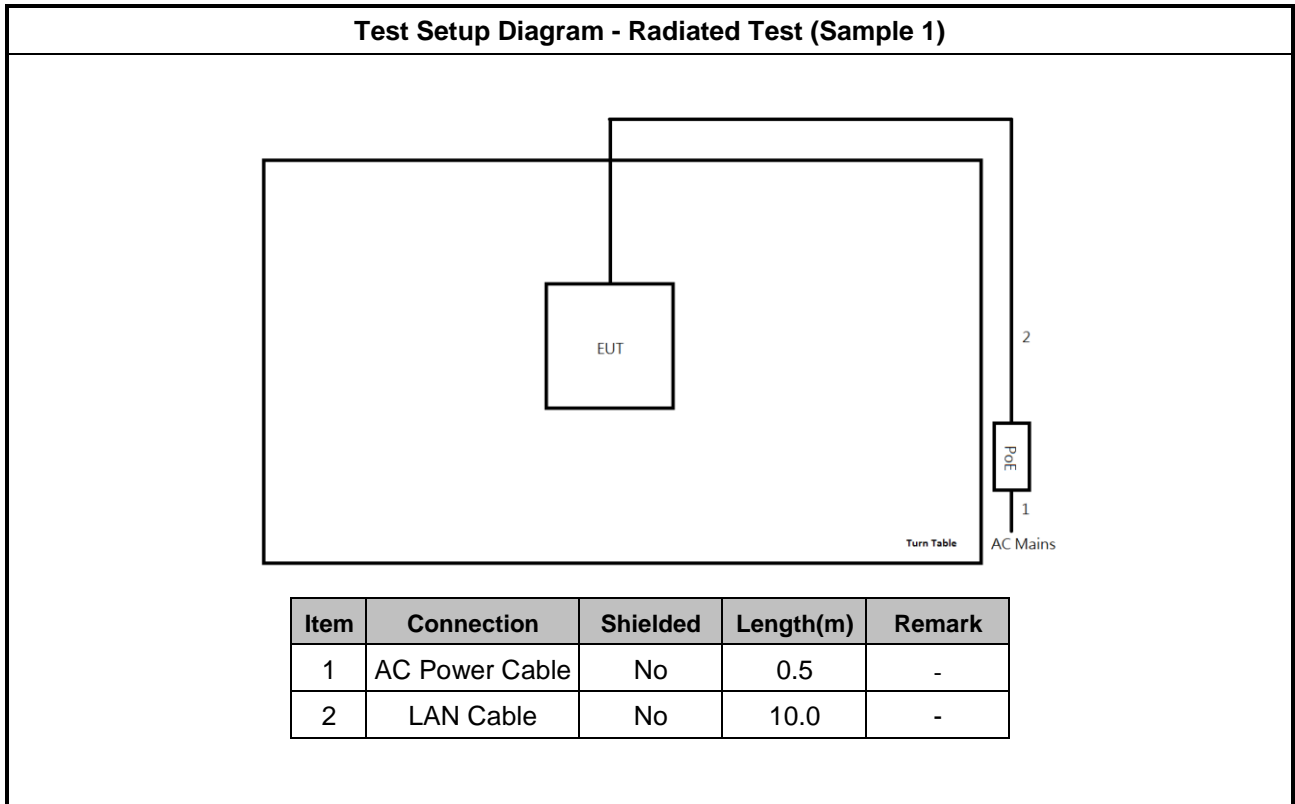 Test Setup Diagram - Radiated Test (Sample 1)
EUT
2
PoE
1
Turn Table
AC Mains
Item Connection Shielded Length(m) Remark
1 AC Power Cable No 0.5 -
2 LAN Cable No 10.0 -